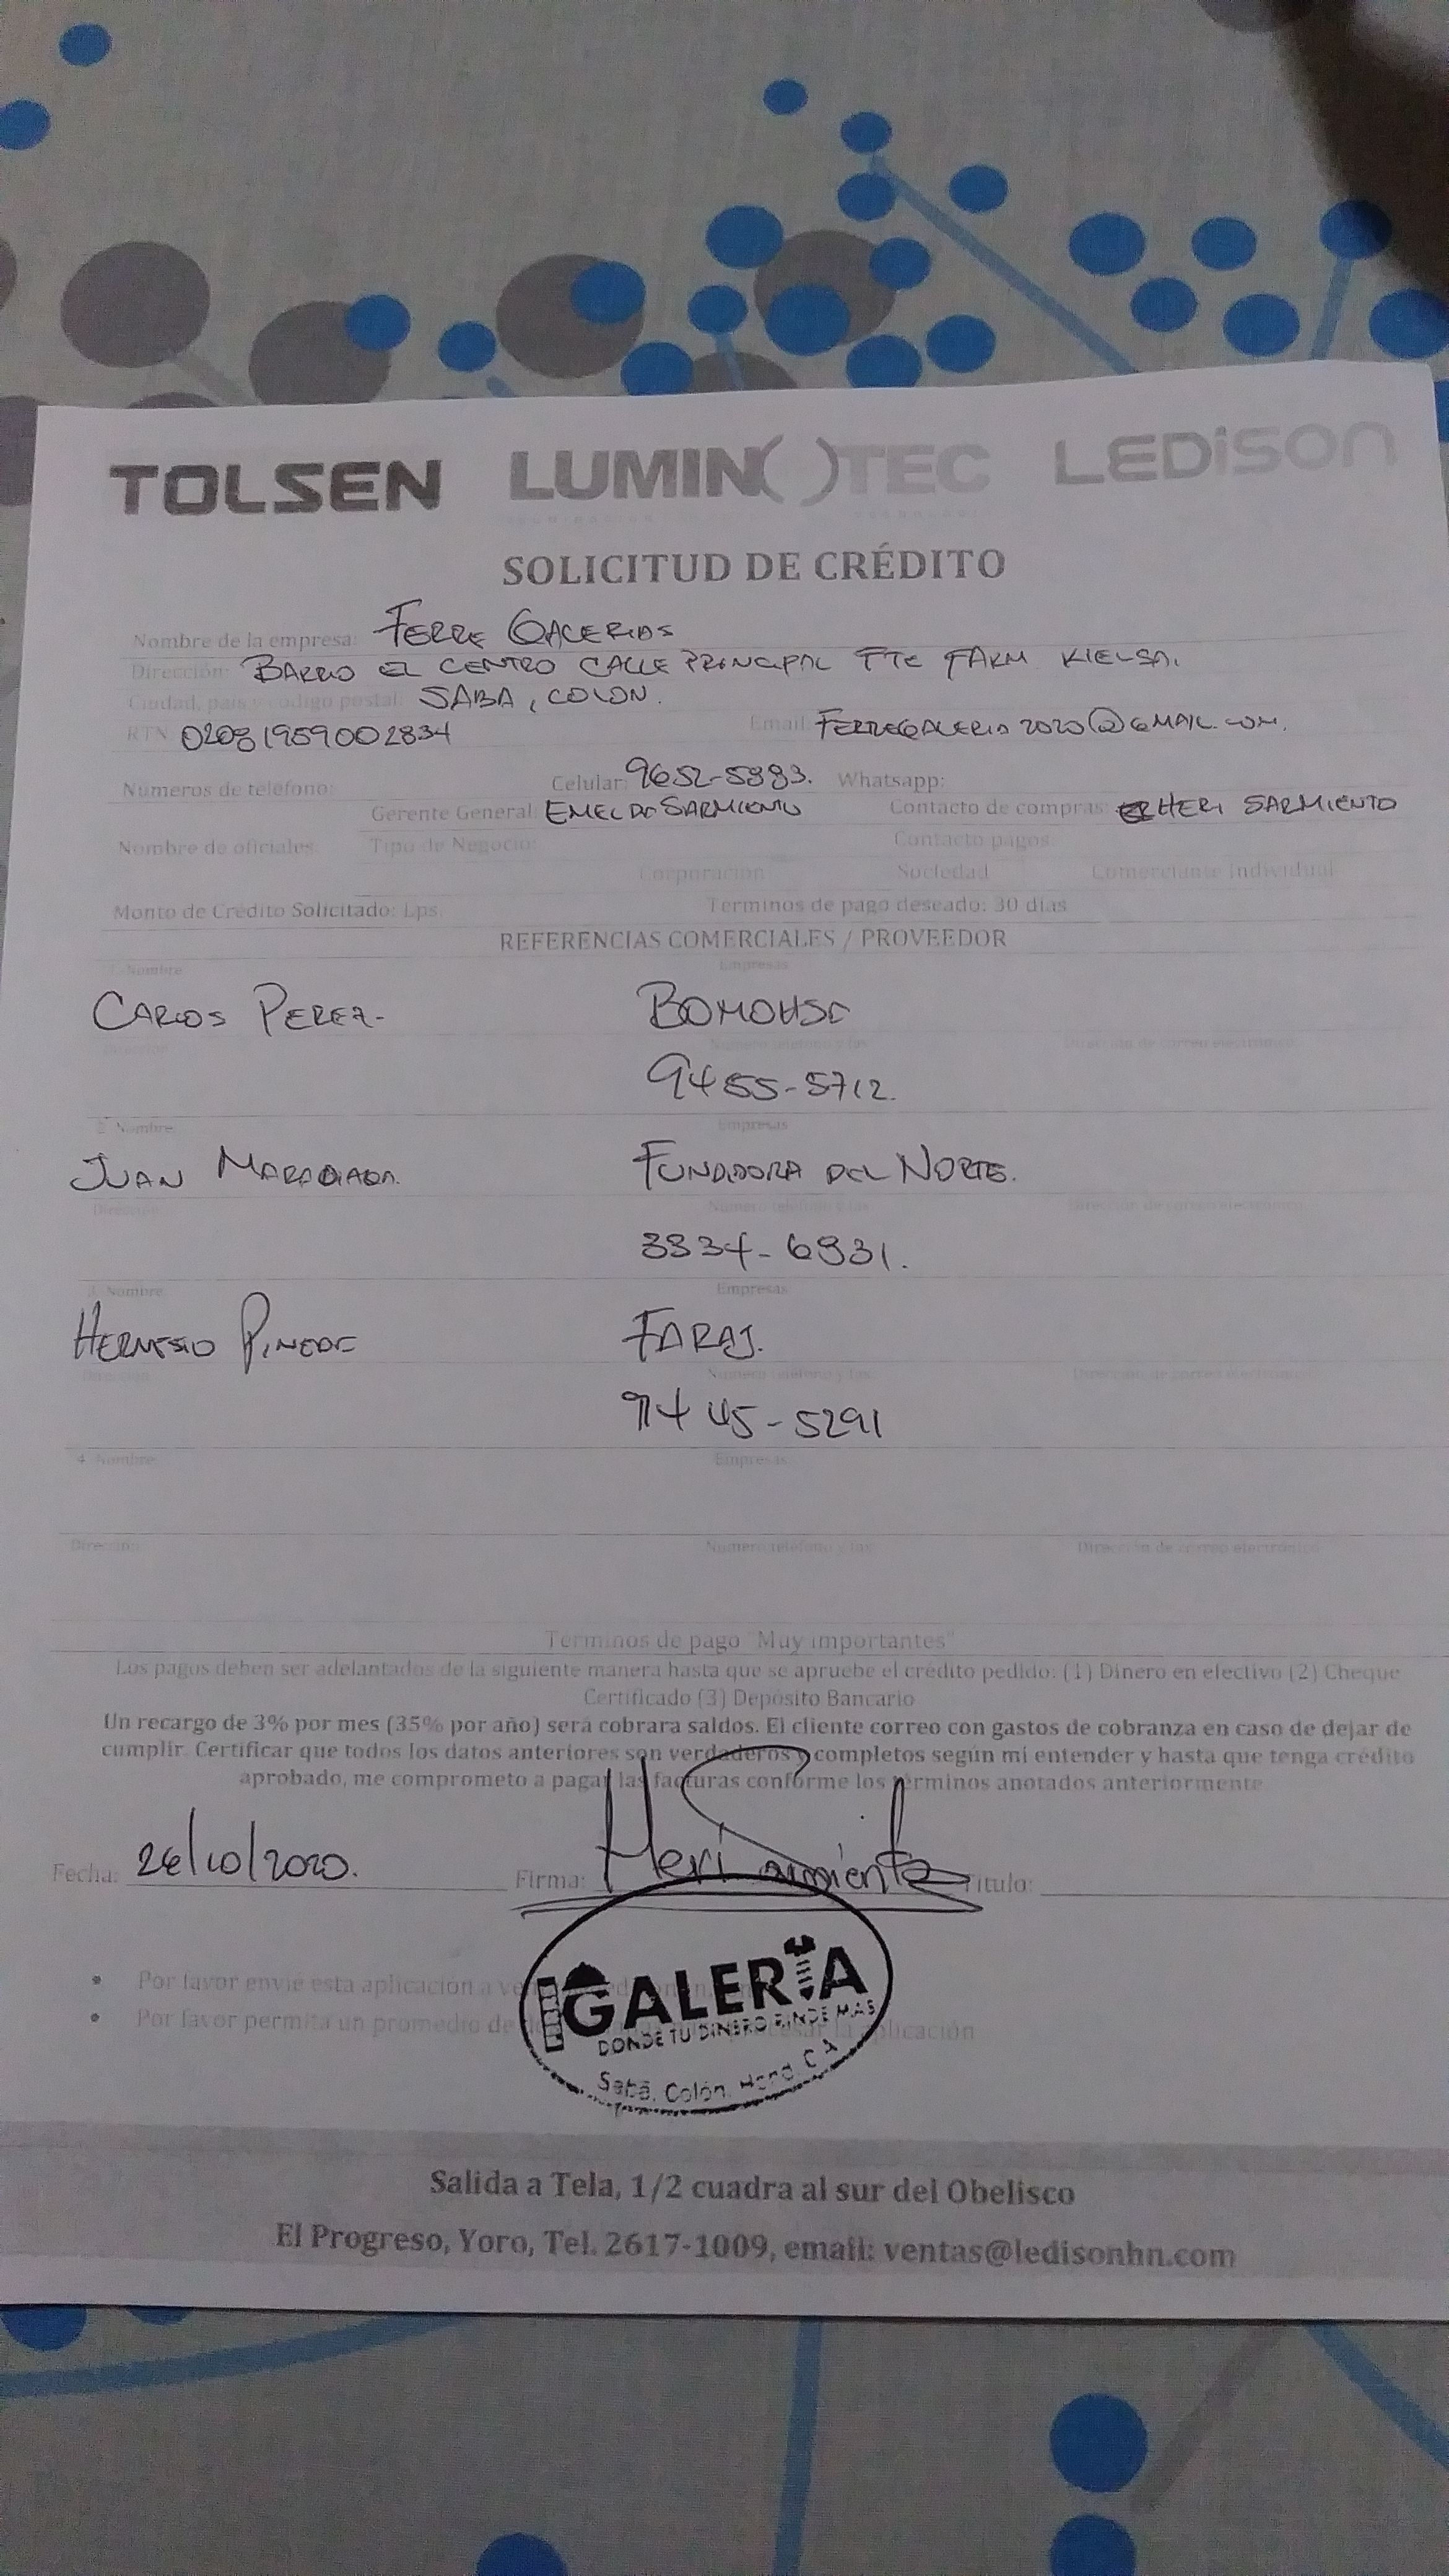 TOLSEN LUMIN()TEC LEDiSON
SOLICITUD DE CRÉDITO
Nombre de la empresa: FERRE GALERIAS
Dirección: BARRIO EL CENTRO CALLE PRINCIPAL FTE FARM KIELSA.
Ciudad, país y código postal: SABA, COLON.
RTN: 02081959002834 Email: FERREGALERIA2020@GMAIL.COM.
Números de teléfono: Celular: 9652-5883. Whatsapp:
Gerente General: EMELDA SARMIENTO Contacto de compras: HERI SARMIENTO
Nombre de oficiales: Tipo de Negocio: Contacto pagos:
Corporación Sociedad Comerciante Individual
Monto de Crédito Solicitado: Lps. Términos de pago deseado: 30 días
REFERENCIAS COMERCIALES / PROVEEDOR
1. Nombre Empresas
CARLOS PEREZ-
Dirección Número teléfono y fax Dirección de correo electrónico
9455-5712.
2. Nombre Empresas
JUAN MARADIAGA. FUNDIDORA DEL NORTE.
Dirección Número teléfono y fax Dirección de correo electrónico
3334-6931.
3. Nombre Empresas
PINEDA FARAJ.
Dirección Número teléfono y fax Dirección de correo electrónico
9445-5291
4. Nombre Empresas
Dirección Número teléfono y fax Dirección de correo electrónico
Términos de pago "Muy importantes"
Los pagos deben ser adelantados de la siguiente manera hasta que se apruebe el crédito pedido: (1) Dinero en efectivo (2) Cheque
Certificado (3) Depósito Bancario
Un recargo de 3% por mes (35% por año) será cobrara saldos. El cliente correo con gastos de cobranza en caso de dejar de
cumplir. Certificar que todos los datos anteriores son verdaderos y completos según mi entender y hasta que tenga crédito
aprobado, me comprometo a pagar las facturas conforme los términos anotados anteriormente
Fecha: 26/10/2020. Firma: Heri Sarmiento Título:
Por favor envíe esta aplicación a
Por favor permita un promedio de la aplicación
GALERIA
DONDE TU DINERO RINDE MAS
Sabá, Colón, Hond. C A
Salida a Tela, 1/2 cuadra al sur del Obelisco
El Progreso, Yoro, Tel. 2617-1009, email: ventas@ledisonhn.com